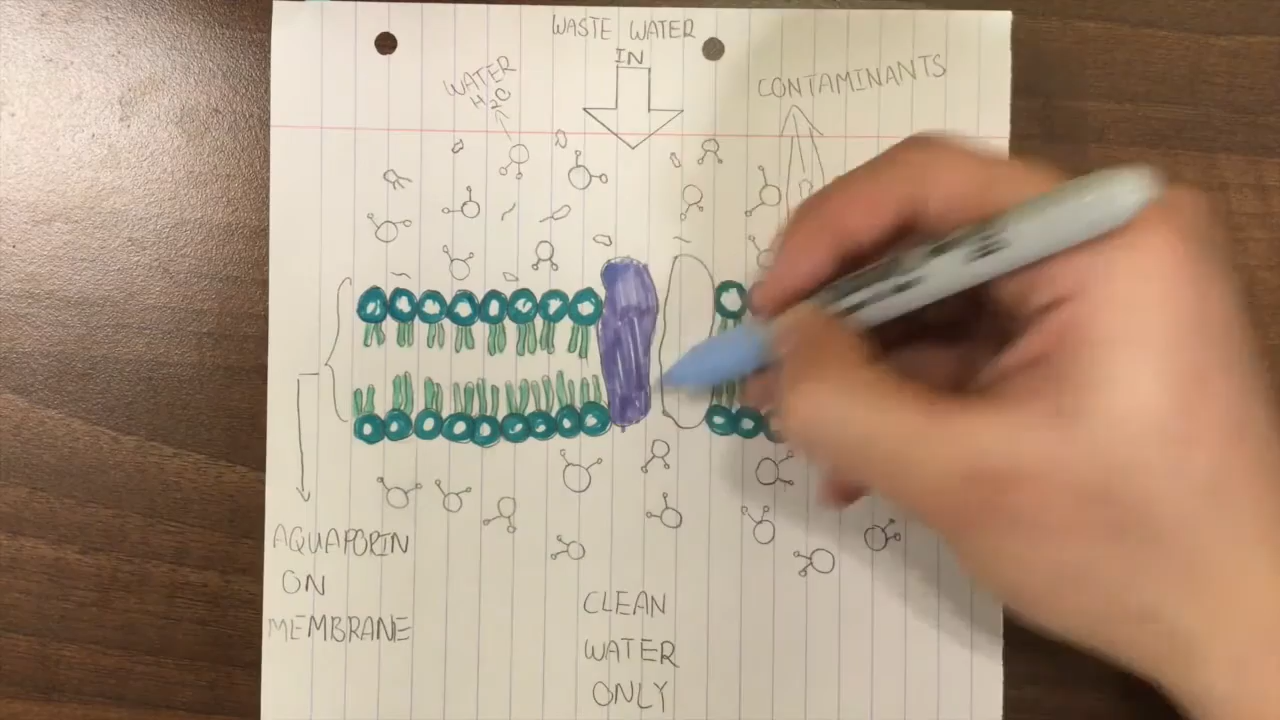 WASTE WATER
IN
WATER
H2O
CONTAMINANTS
AQUAPORIN
ON
MEMBRANE
CLEAN
WATER
ONLY